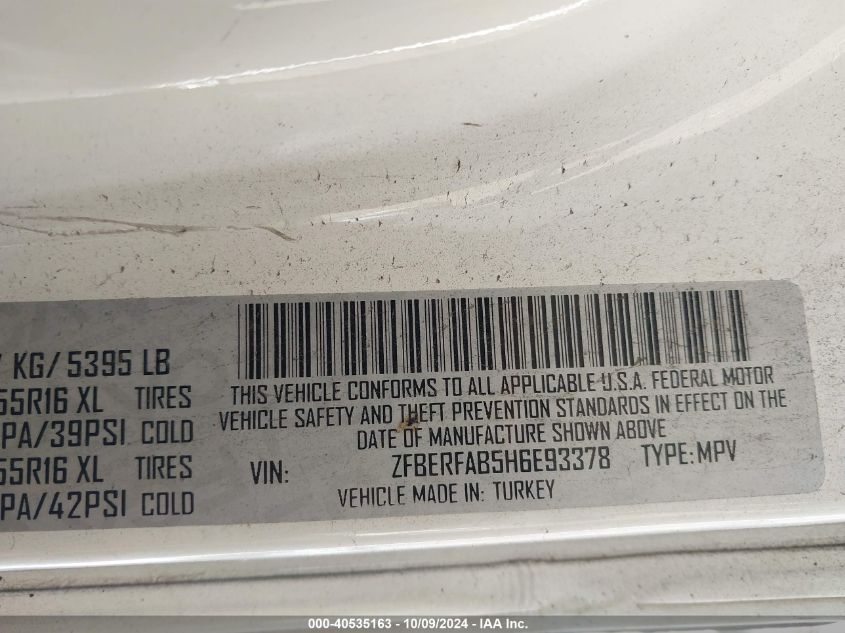 / KG/ 5395 LB
55R16 XL TIRES
PA/39PSI COLD
55R16 XL TIRES
PA/42PSI COLD
THIS VEHICLE CONFORMS TO ALL APPLICABLE U.S.A. FEDERAL MOTOR
VEHICLE SAFETY AND THEFT PREVENTION STANDARDS IN EFFECT ON THE
DATE OF MANUFACTURE SHOWN ABOVE
VIN: ZFBERFAB5H6E93378 TYPE: MPV
VEHICLE MADE IN: TURKEY
000-40535163 - 10/09/2024 - IAA Inc.